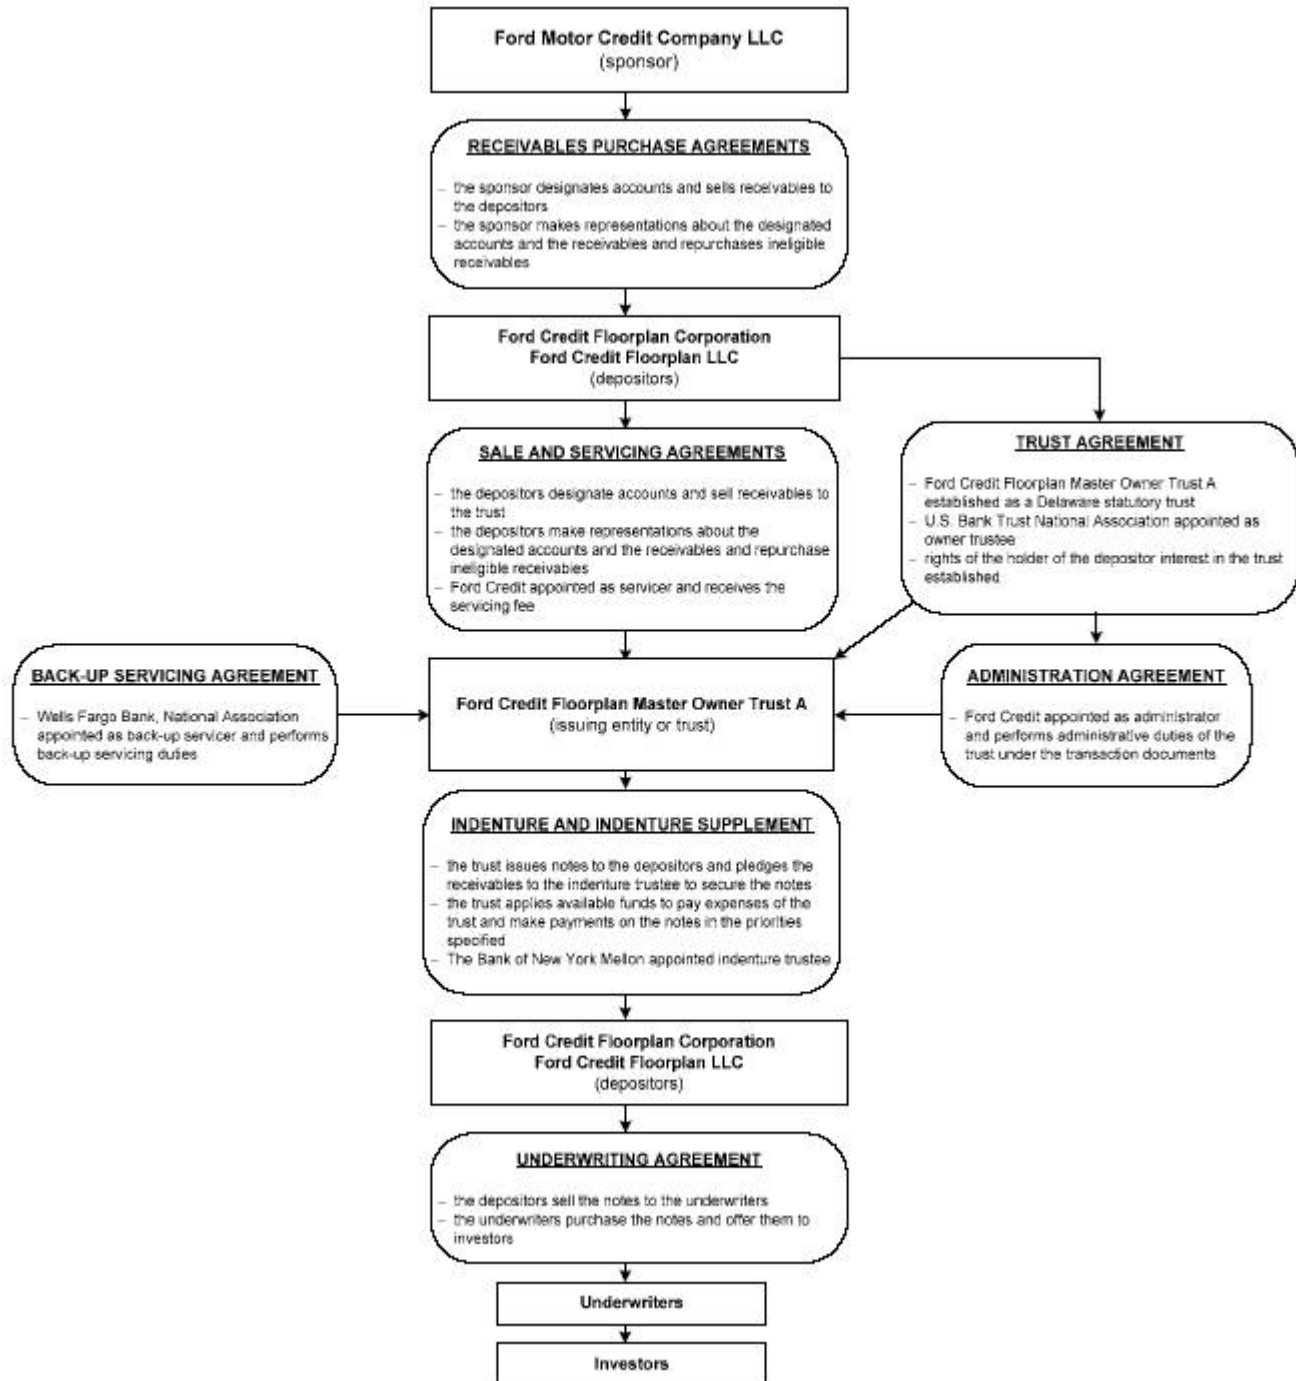 Ford Motor Credit Company LLC
(sponsor)
RECEIVABLES PURCHASE AGREEMENTS
– the sponsor designates accounts and sells receivables to
the depositors
– the sponsor makes representations about the designated
accounts and the receivables and repurchases ineligible
receivables
Ford Credit Floorplan Corporation
Ford Credit Floorplan LLC
(depositors)
SALE AND SERVICING AGREEMENTS
– the depositors designate accounts and sell receivables to
the trust
– the depositors make representations about the
designated accounts and the receivables and repurchase
ineligible receivables
– Ford Credit appointed as servicer and receives the
servicing fee
TRUST AGREEMENT
– Ford Credit Floorplan Master Owner Trust A
established as a Delaware statutory trust
– U.S. Bank Trust National Association appointed as
owner trustee
– rights of the holder of the depositor interest in the trust
established
BACK-UP SERVICING AGREEMENT
– Wells Fargo Bank, National Association
appointed as back-up servicer and performs
back-up servicing duties
Ford Credit Floorplan Master Owner Trust A
(issuing entity or trust)
ADMINISTRATION AGREEMENT
– Ford Credit appointed as administrator
and performs administrative duties of the
trust under the transaction documents
INDENTURE AND INDENTURE SUPPLEMENT
– the trust issues notes to the depositors and pledges the
receivables to the indenture trustee to secure the notes
– the trust applies available funds to pay expenses of the
trust and make payments on the notes in the priorities
specified
– The Bank of New York Mellon appointed indenture trustee
Ford Credit Floorplan Corporation
Ford Credit Floorplan LLC
(depositors)
UNDERWRITING AGREEMENT
– the depositors sell the notes to the underwriters
– the underwriters purchase the notes and offer them to
investors
Underwriters
Investors